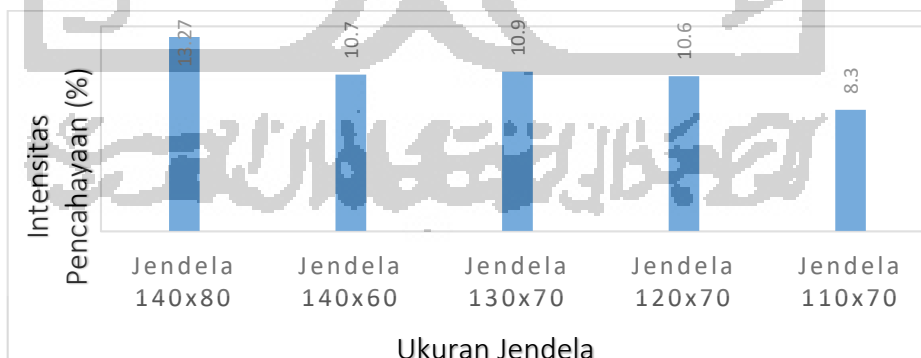 13.27
10.7
10.9
10.6
8.3
Intensitas
Pencahayaan (%)
Jendela
140x80
Jendela
140x60
Jendela
130x70
Jendela
120x70
Jendela
110x70
Ukuran Jendela